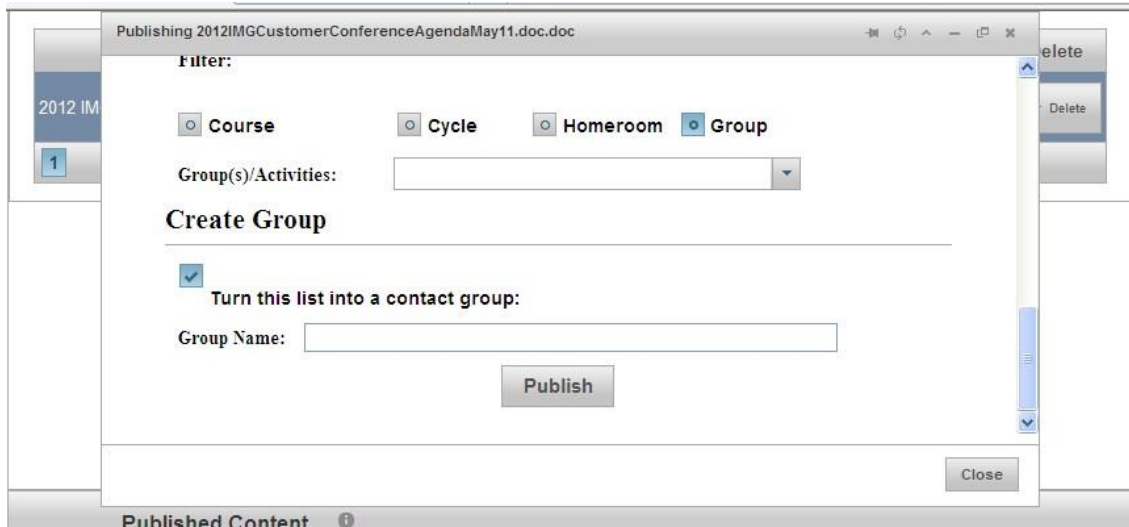 Publishing 2012IMGCustomerConferenceAgendaMay11.doc.doc
elete
Filter:
2012 IM
Delete
Course Cycle Homeroom Group
1
Group(s)/Activities:
Create Group
Turn this list into a contact group:
Group Name:
Publish
Close
Published Content